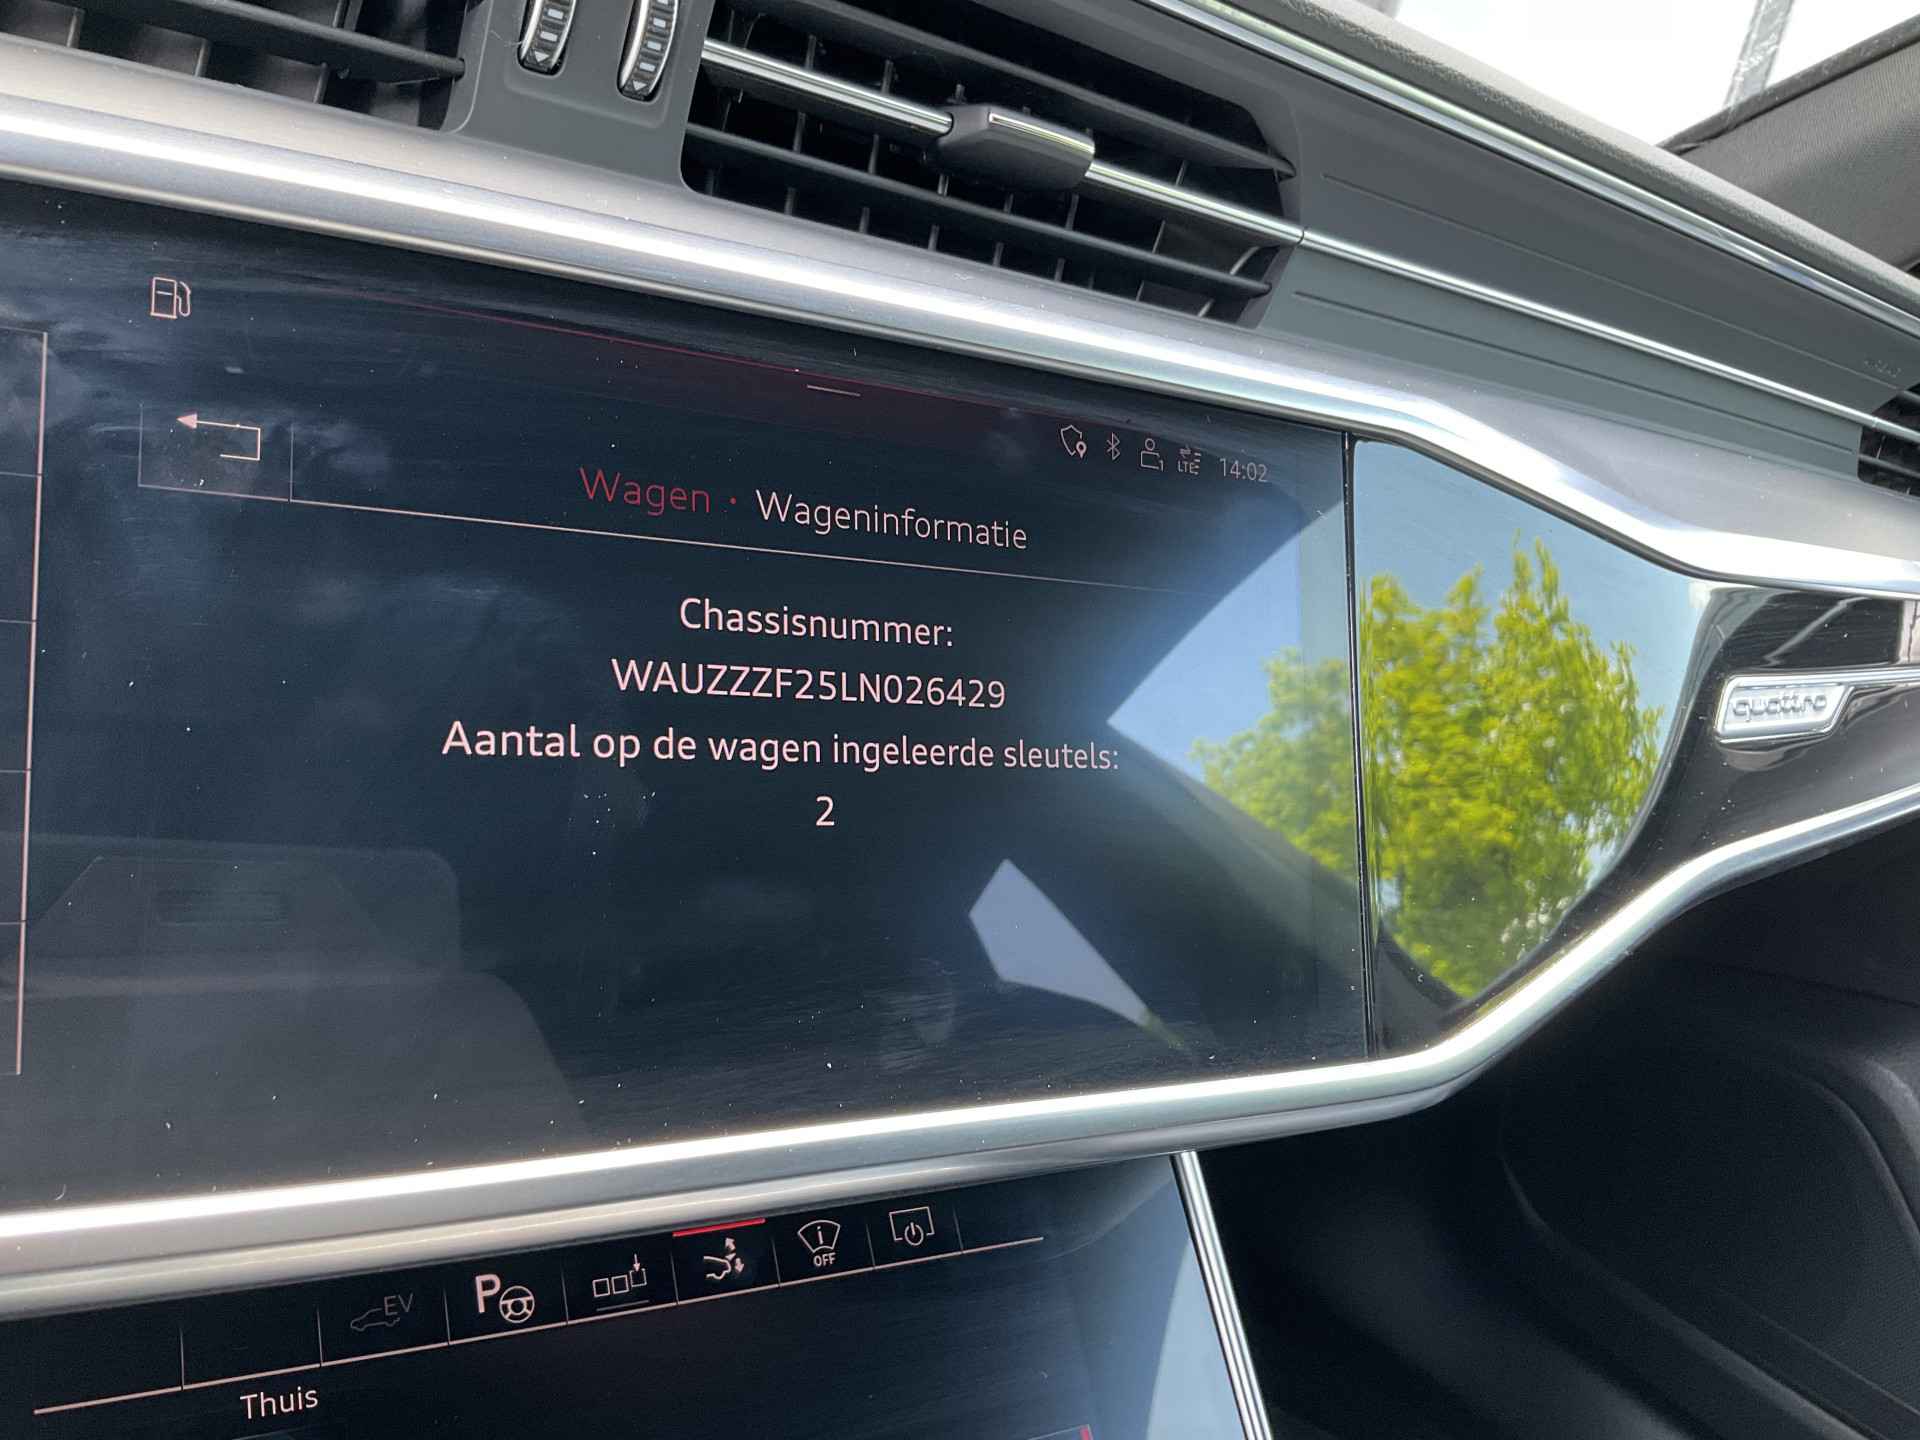 LTE 14:02
Wagen · Wageninformatie
Chassisnummer:
WAUZZZF25LN026429
Aantal op de wagen ingeleerde sleutels:
2
quattro
EV
P
OFF
Thuis